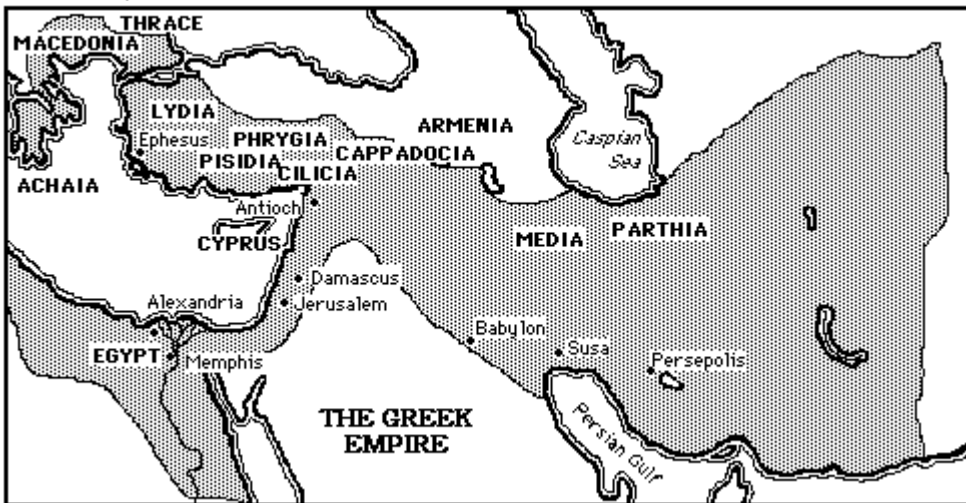 THRACE
MACEDONIA
LYDIA
Ephesus
PHRYGIA
PISIDIA
CAPPADOCIA
CILICIA
ARMENIA
Caspian
Sea
ACHAIA
Antioch
CYPRUS
MEDIA
PARTHIA
Damascus
Jerusalem
Alexandria
EGYPT
Memphis
Babylon
Susa
Persepolis
THE GREEK
EMPIRE
Persian Gulf